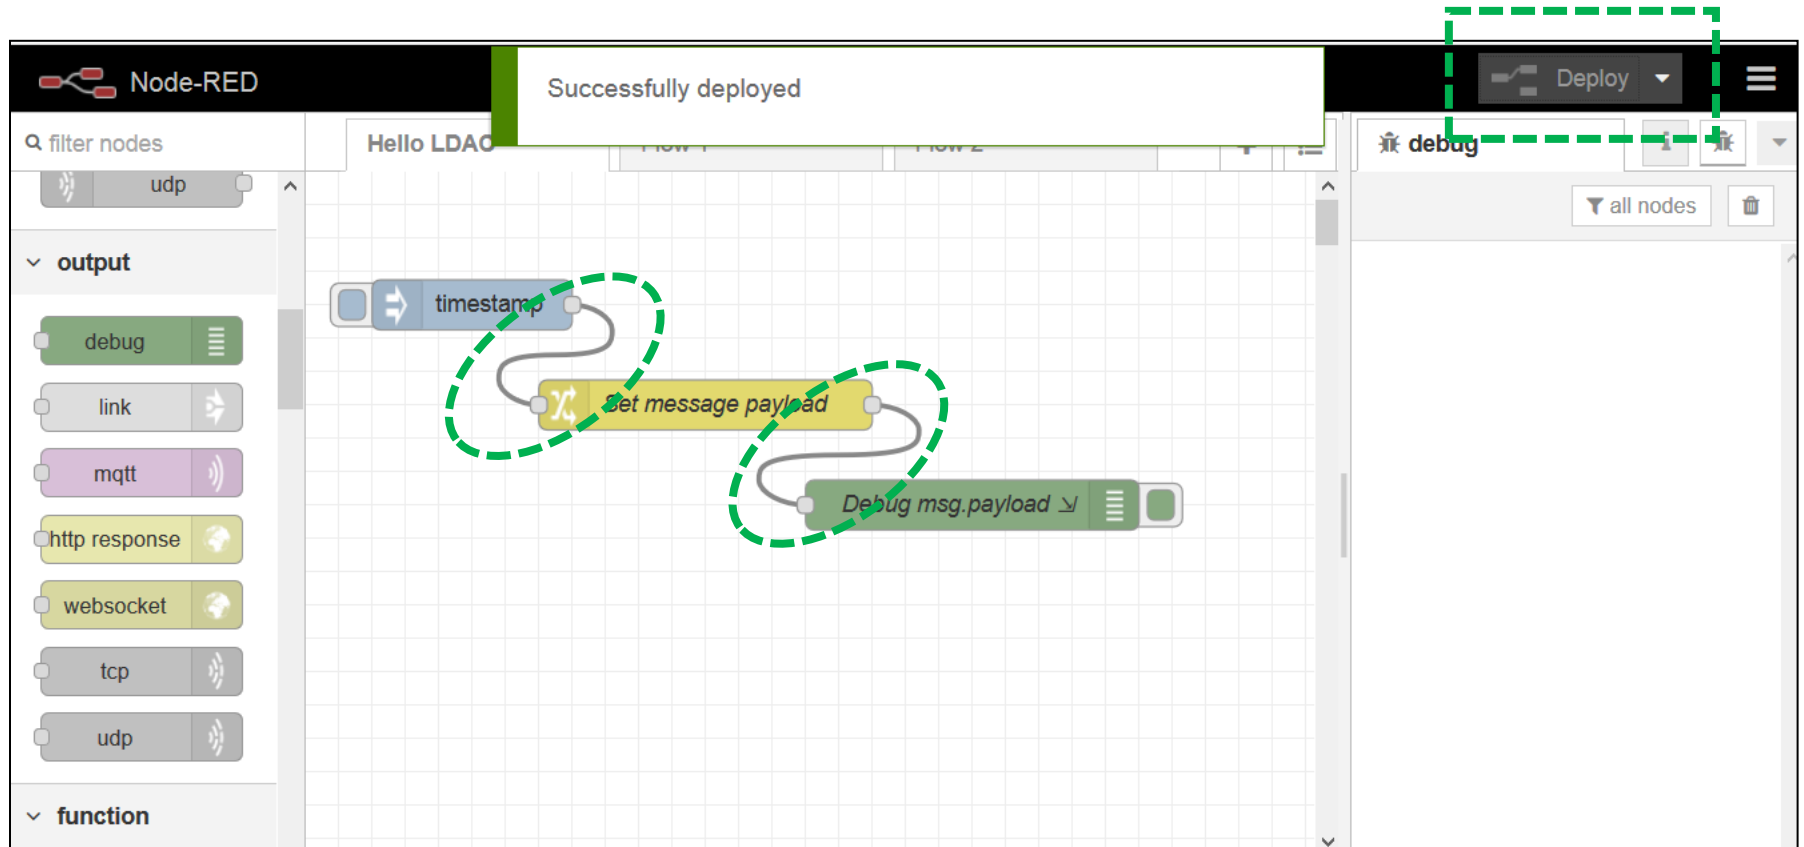 Node-RED
Successfully deployed
Deploy
filter nodes
Hello LDAC
debug
all nodes
udp
output
timestamp
debug
link
Set message payload
mqtt
Debug msg.payload
http response
websocket
tcp
udp
function